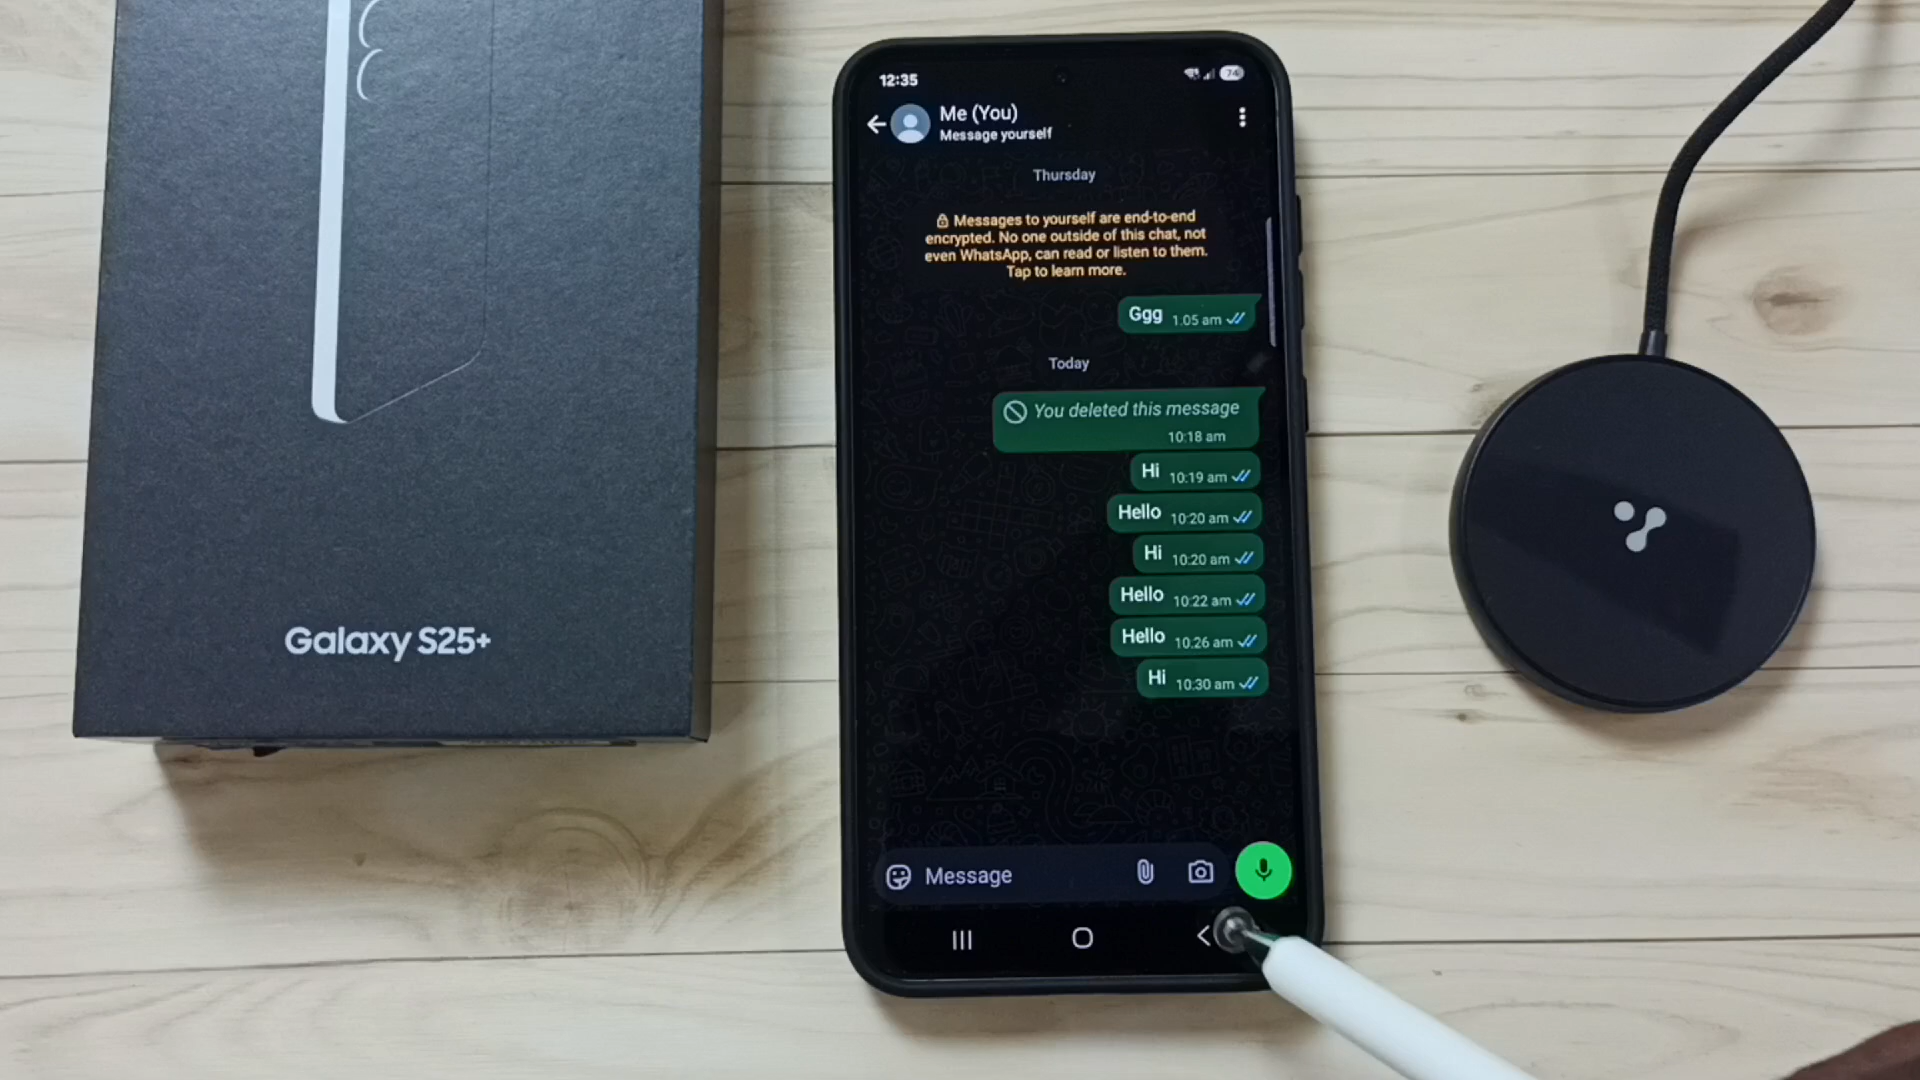 Galaxy S25+
12:35
74
Me (You)
Message yourself
Thursday
Messages to yourself are end-to-end
encrypted. No one outside of this chat, not
even WhatsApp, can read or listen to them.
Tap to learn more.
Ggg 1.05 am
Today
You deleted this message
10:18 am
Hi 10:19 am
Hello 10:20 am
Hi 10:20 am
Hello 10:22 am
Hello 10.26 am
Hi 10:30 am
Message